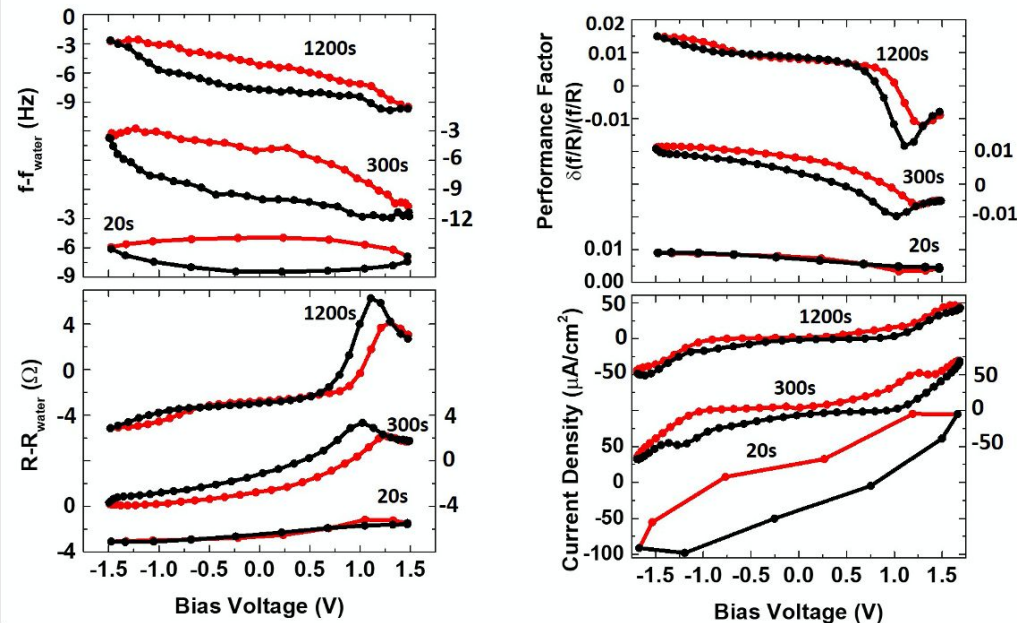 0
-3
-6
-9
1200s
f-f_water (Hz)
-3
-6
-9
-12
300s
-3
-6
-9
20s
0.02
0.01
0
-0.01
1200s
Performance Factor
δ(f/R)/(f/R)
0.01
0
-0.01
300s
20s
0.01
0.00
4
0
-4
1200s
R-R_water (Ω)
4
0
-4
300s
20s
0
-4
-1.5 -1.0 -0.5 0.0 0.5 1.0 1.5
Bias Voltage (V)
50
0
-50
1200s
Current Density (μA/cm²)
50
0
-50
300s
20s
50
0
-50
-100
-1.5 -1.0 -0.5 0.0 0.5 1.0 1.5
Bias Voltage (V)